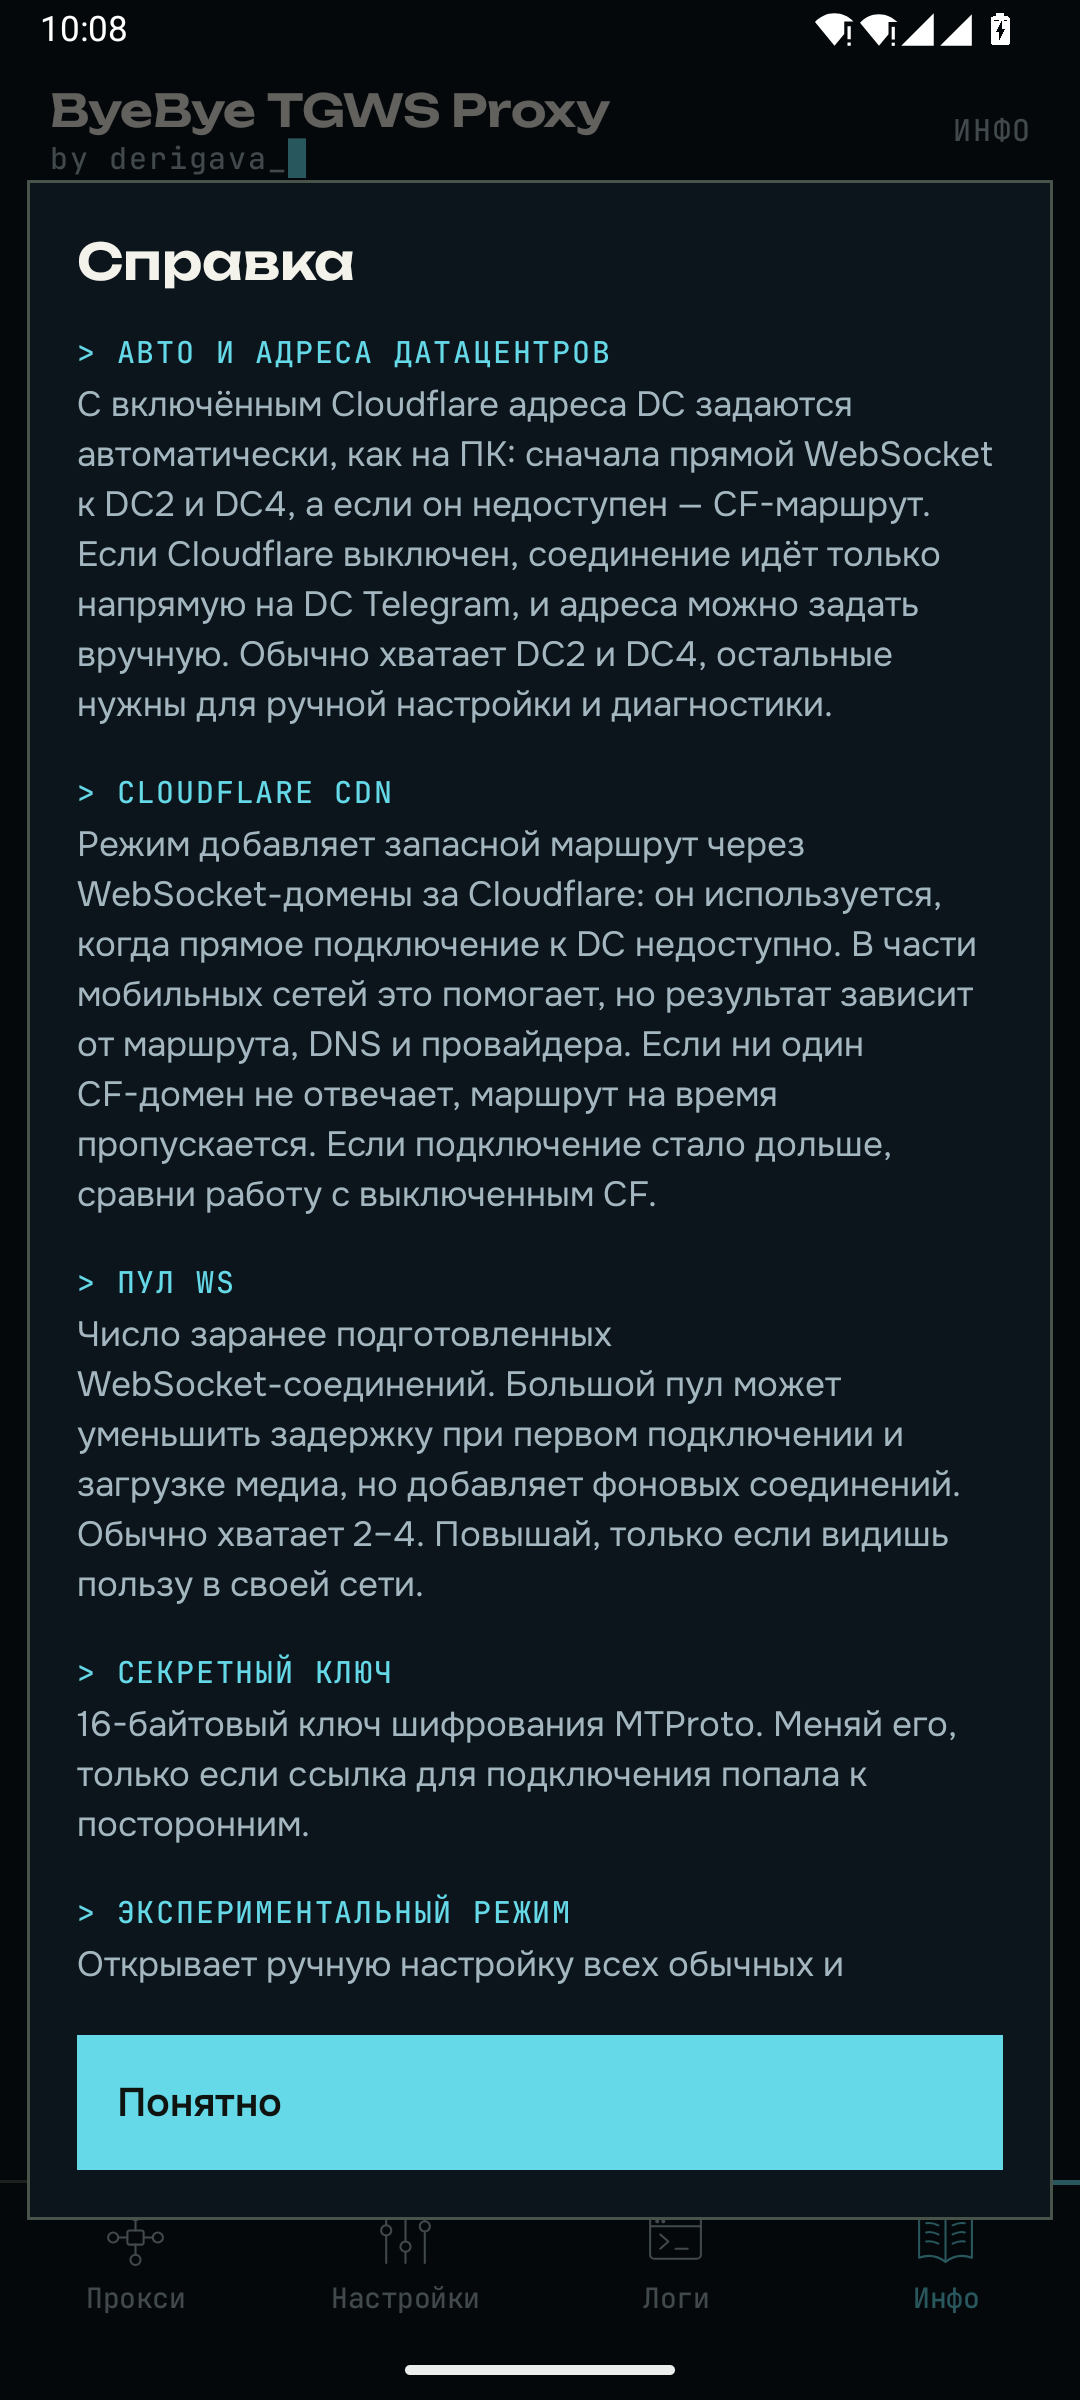 10:08
ByeBye TGWS Proxy
by derigava_
ИНФО
Справка
> АВТО И АДРЕСА ДАТАЦЕНТРОВ
С включённым Cloudflare адреса DC задаются
автоматически, как на ПК: сначала прямой WebSocket
к DC2 и DC4, а если он недоступен — CF-маршрут.
Если Cloudflare выключен, соединение идёт только
напрямую на DC Telegram, и адреса можно задать
вручную. Обычно хватает DC2 и DC4, остальные
нужны для ручной настройки и диагностики.
> CLOUDFLARE CDN
Режим добавляет запасной маршрут через
WebSocket-домены за Cloudflare: он используется,
когда прямое подключение к DC недоступно. В части
мобильных сетей это помогает, но результат зависит
от маршрута, DNS и провайдера. Если ни один
CF-домен не отвечает, маршрут на время
пропускается. Если подключение стало дольше,
сравни работу с выключенным CF.
> ПУЛ WS
Число заранее подготовленных
WebSocket-соединений. Большой пул может
уменьшить задержку при первом подключении и
загрузке медиа, но добавляет фоновых соединений.
Обычно хватает 2–4. Повышай, только если видишь
пользу в своей сети.
> СЕКРЕТНЫЙ КЛЮЧ
16-байтовый ключ шифрования MTProto. Меняй его,
только если ссылка для подключения попала к
посторонним.
> ЭКСПЕРИМЕНТАЛЬНЫЙ РЕЖИМ
Открывает ручную настройку всех обычных и
Понятно
Прокси
Настройки
Логи
Инфо